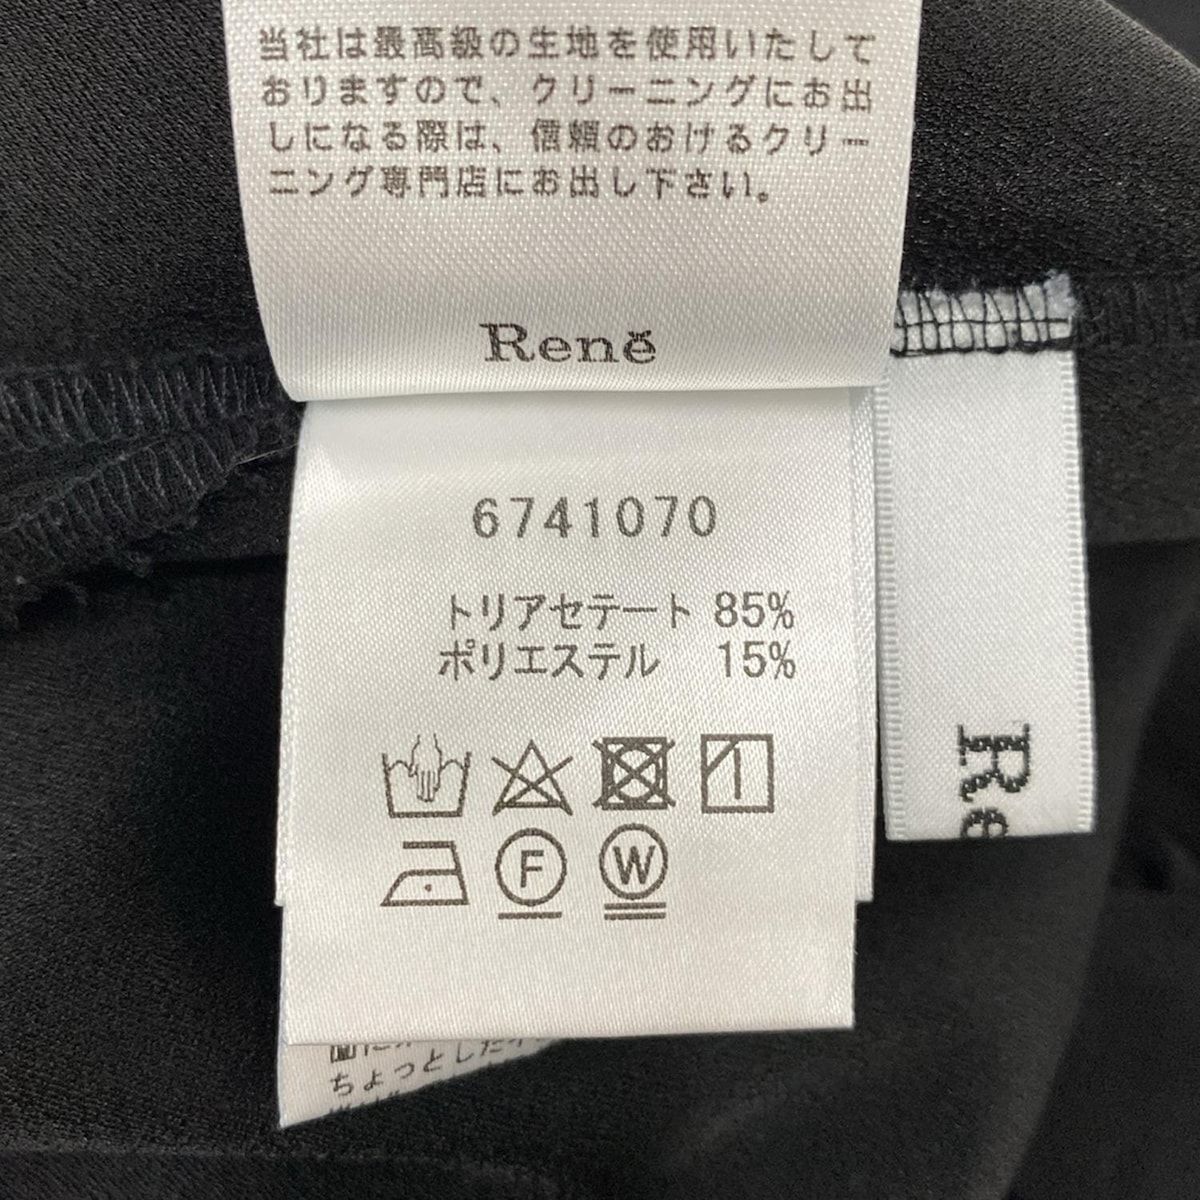 当社は最高級の生地を使用いたして
おりますので、クリーニングにお出
しになる際は、信頼のおけるクリー
ニング専門店にお出し下さい。
Renĕ
6741070
トリアセテート 85%
ポリエステル 15%
F
W
Re
ちょっとした